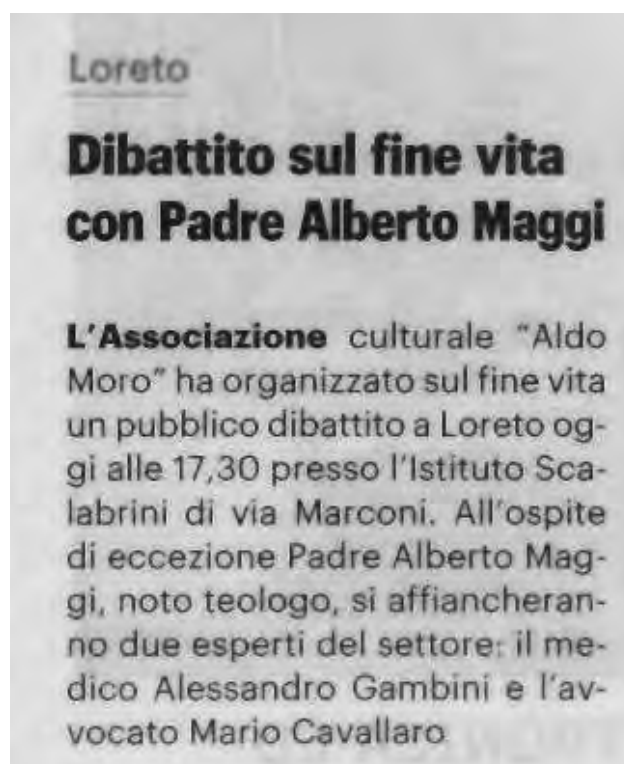 Loreto
Dibattito sul fine vita
con Padre Alberto Maggi
L'Associazione culturale "Aldo
Moro" ha organizzato sul fine vita
un pubblico dibattito a Loreto og-
gi alle 17,30 presso l'Istituto Sca-
labrini di via Marconi. All'ospite
di eccezione Padre Alberto Mag-
gi, noto teologo, si affiancheran-
no due esperti del settore: il me-
dico Alessandro Gambini e l'av-
vocato Mario Cavallaro